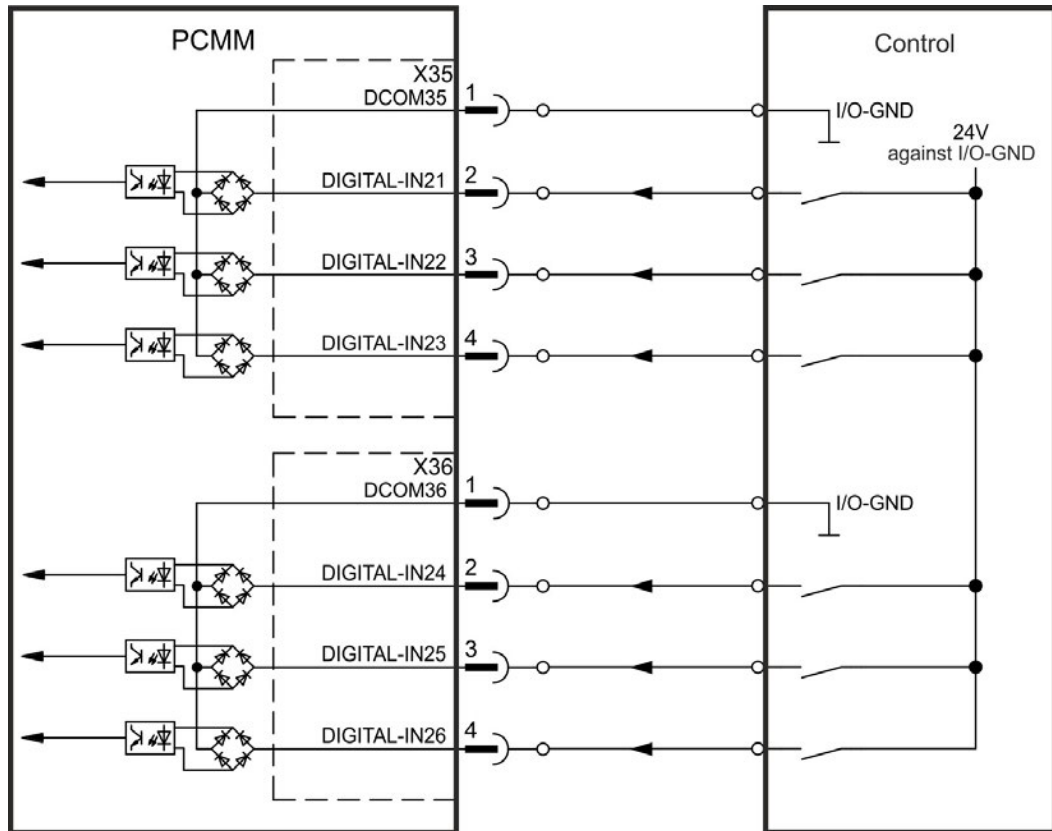 PCMM
Control
X35
DCOM35
1
I/O-GND
24V
against I/O-GND
DIGITAL-IN21
2
DIGITAL-IN22
3
DIGITAL-IN23
4
X36
DCOM36
1
I/O-GND
DIGITAL-IN24
2
DIGITAL-IN25
3
DIGITAL-IN26
4